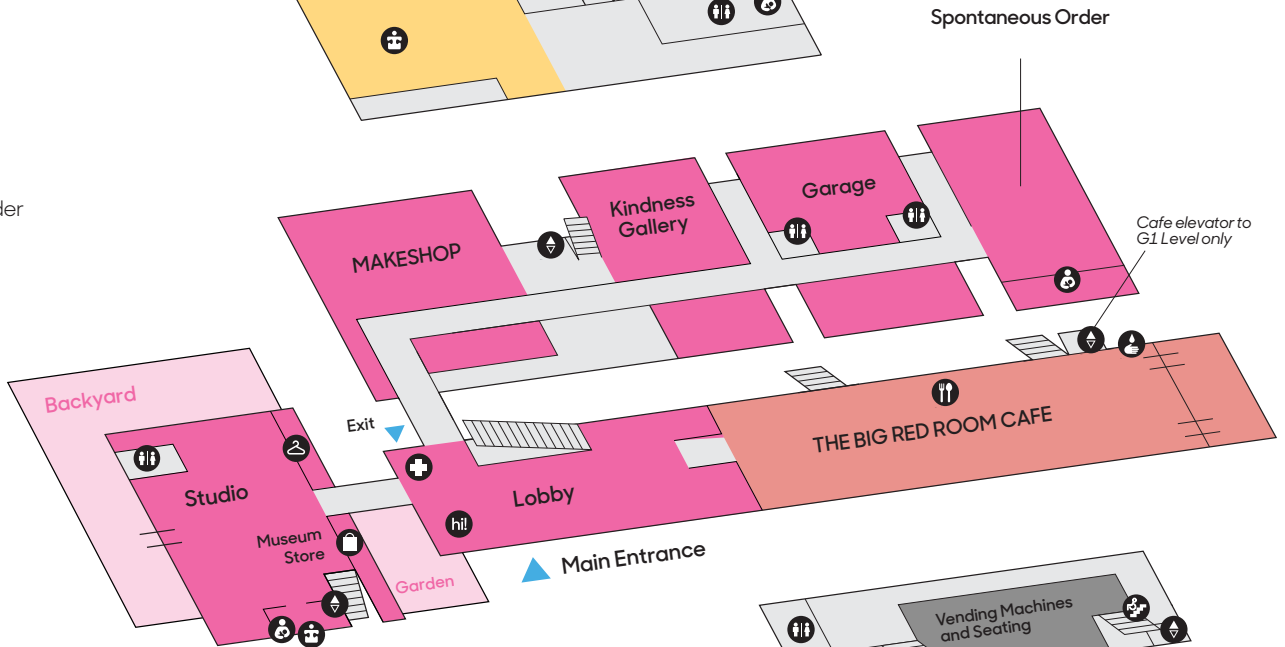 Spontaneous Order
Kindness
Gallery
Garage
der
Cafe elevator to
G1 Level only
MAKESHOP
Backyard
Exit
THE BIG RED ROOM CAFE
Studio
Lobby
hi!
Museum
Store
Main Entrance
Garden
Vending Machines
and Seating